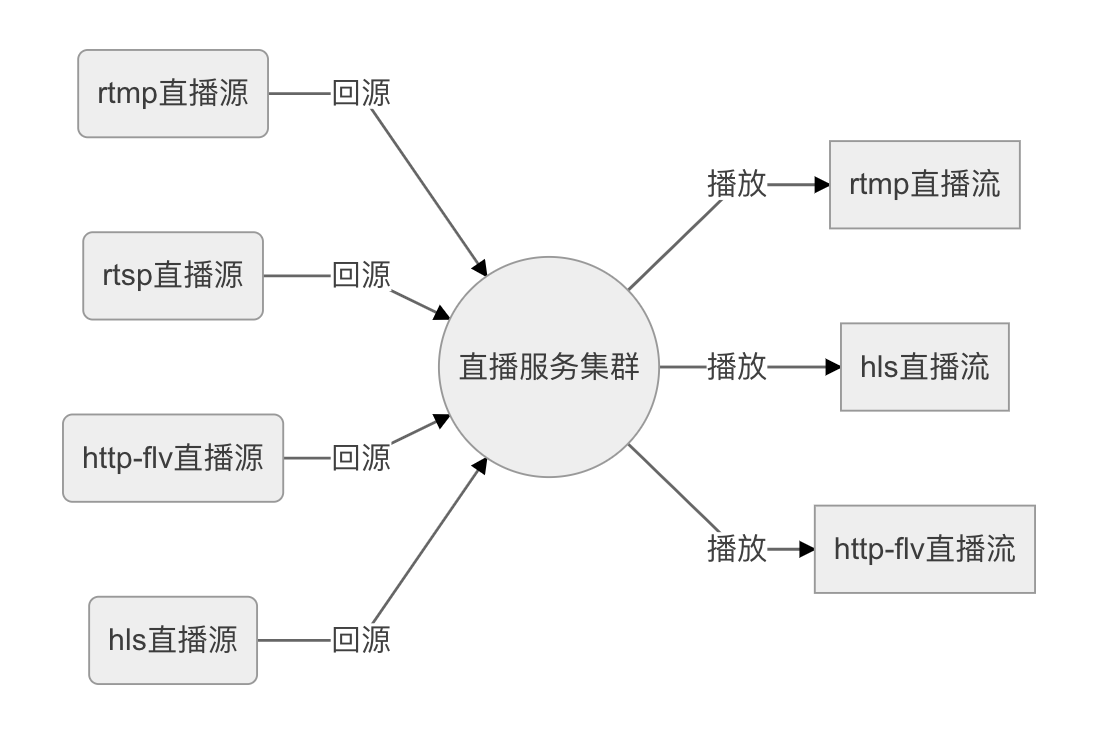 rtmp直播源
回源
rtsp直播源
回源
http-flv直播源
回源
hls直播源
回源
直播服务集群
播放
rtmp直播流
播放
hls直播流
播放
http-flv直播流